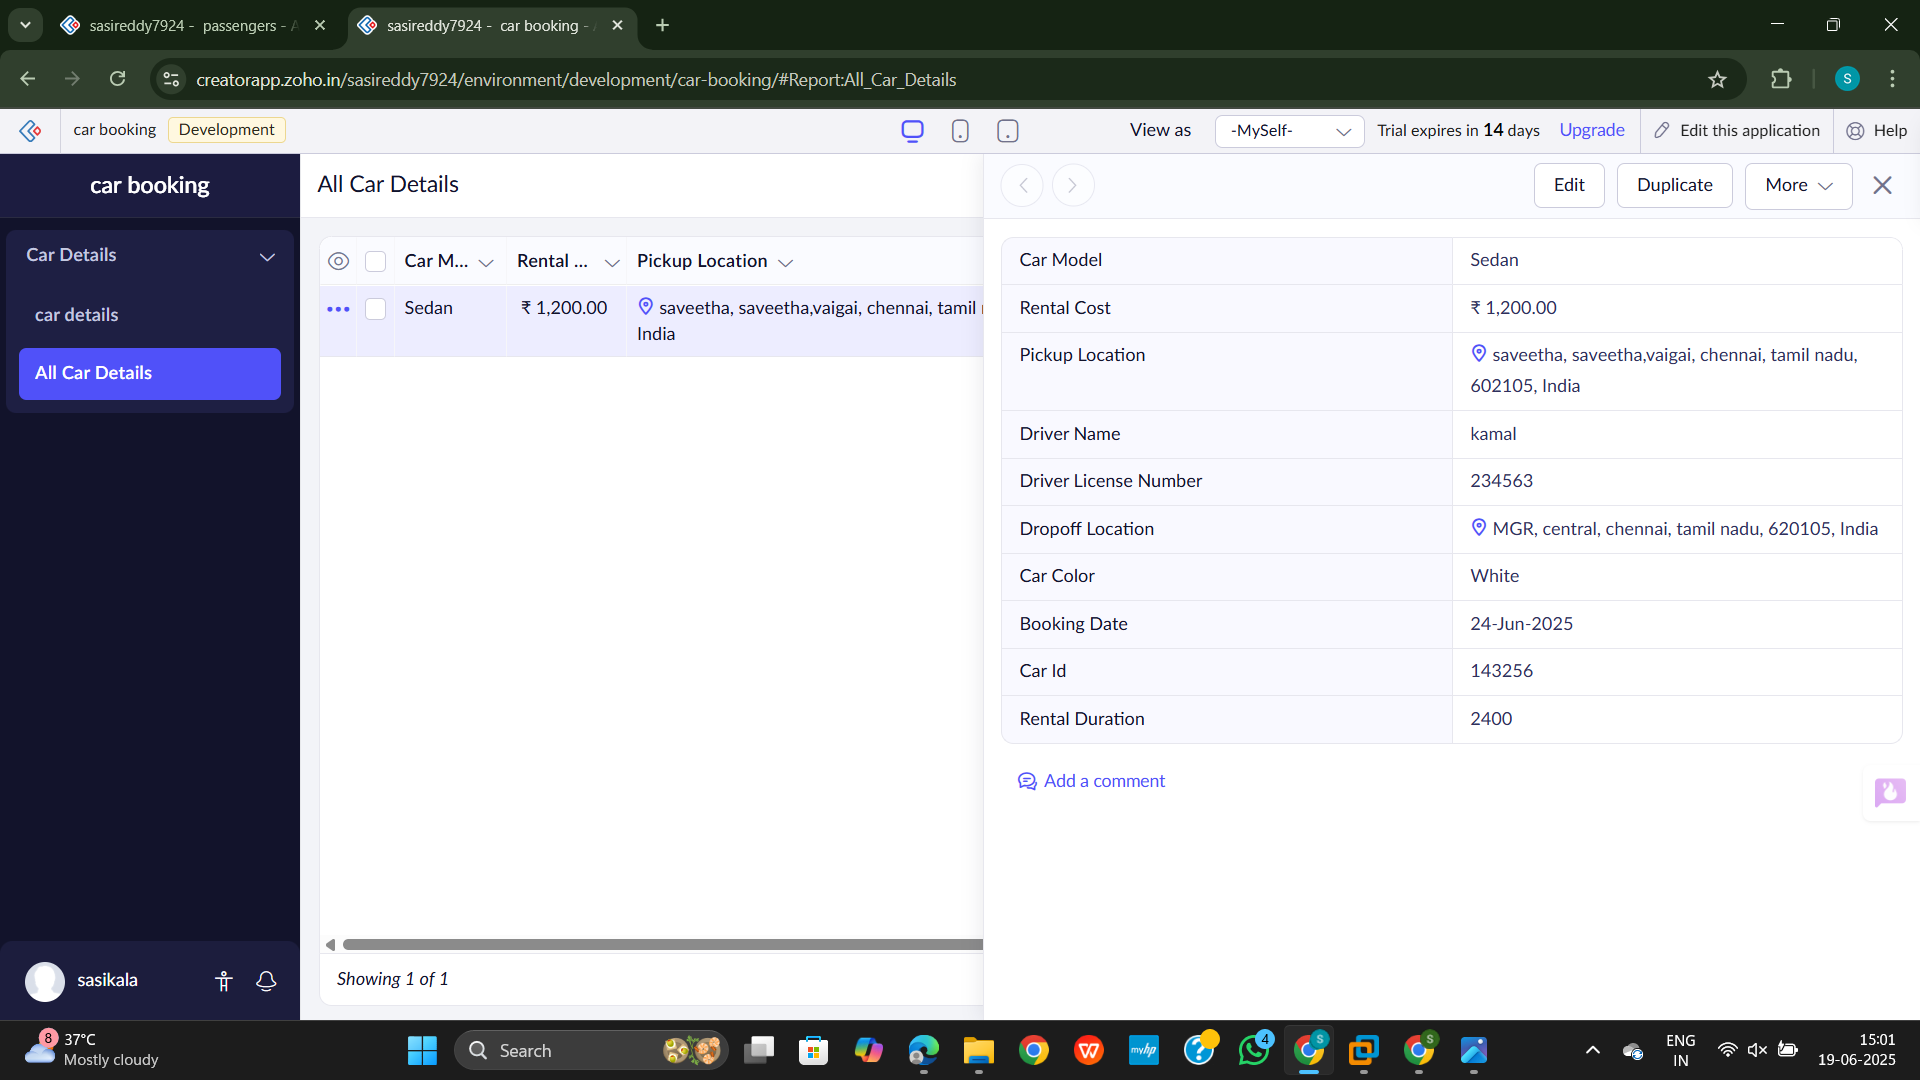 sasireddy7924 - passengers - A
sasireddy7924 - car booking -
creatorapp.zoho.in/sasireddy7924/environment/development/car-booking/#Report:All_Car_Details
S
car booking
Development
View as
-MySelf-
Trial expires in 14 days
Upgrade
Edit this application
Help
car booking
Car Details
car details
All Car Details
sasikala
All Car Details
Car M...
Rental ...
Pickup Location
Sedan
₹ 1,200.00
saveetha, saveetha,vaigai, chennai, tamil
India
Showing 1 of 1
Edit
Duplicate
More
Car Model
Sedan
Rental Cost
₹ 1,200.00
Pickup Location
saveetha, saveetha,vaigai, chennai, tamil nadu,
602105, India
Driver Name
kamal
Driver License Number
234563
Dropoff Location
MGR, central, chennai, tamil nadu, 620105, India
Car Color
White
Booking Date
24-Jun-2025
Car Id
143256
Rental Duration
2400
Add a comment
8
37°C
Mostly cloudy
Search
W
myhp
?
4
S
S
ENG
IN
15:01
19-06-2025